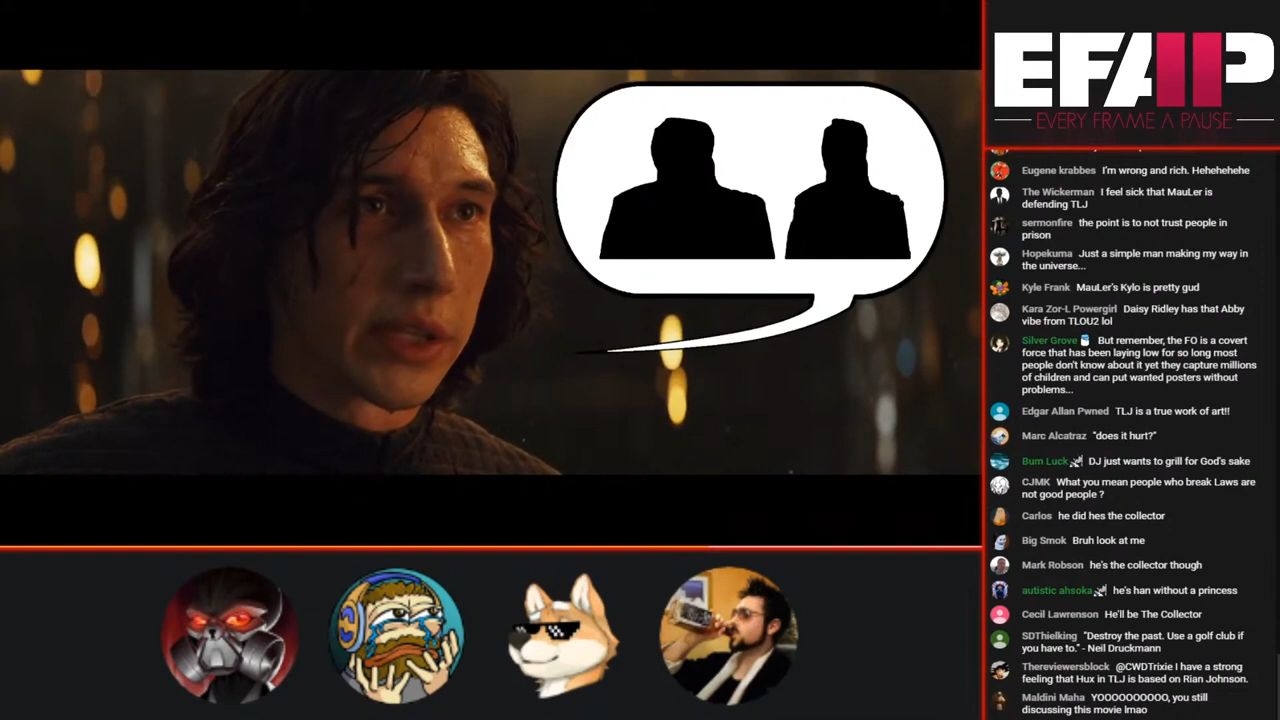 EFAP
EVERY FRAME A PAUSE
Eugene krabbes I'm wrong and rich. Hehehehehe
The Wickerman I feel sick that MauLer is
defending TLJ
sermonfire the point is to not trust people in
prison
Hopekuma Just a simple man making my way in
the universe...
Kyle Frank MauLer's Kylo is pretty gud
Kara Zor-L Powergirl Daisy Ridley has that Abby
vibe from TLOU2 lol
Silver Grove But remember, the FO is a covert
force that has been laying low for so long most
people don't know about it yet they capture millions
of children and can put wanted posters without
problems...
Edgar Allan Pwned TLJ is a true work of art!!
Marc Alcatraz "does it hurt?"
Bum Luck DJ just wants to grill for God's sake
CJMK What you mean people who break Laws are
not good people ?
Carlos he did hes the collector
Big Smok Bruh look at me
Mark Robson he's the collector though
autistic ahsoka he's han without a princess
Cecil Lawrenson He'll be The Collector
SDThielking "Destroy the past. Use a golf club if
you have to." - Neil Druckmann
Thereviewersblock @CWDTrixie I have a strong
feeling that Hux in TLJ is based on Rian Johnson.
Maldini Maha YOOOOOOOOO, you still
discussing this movie lmao